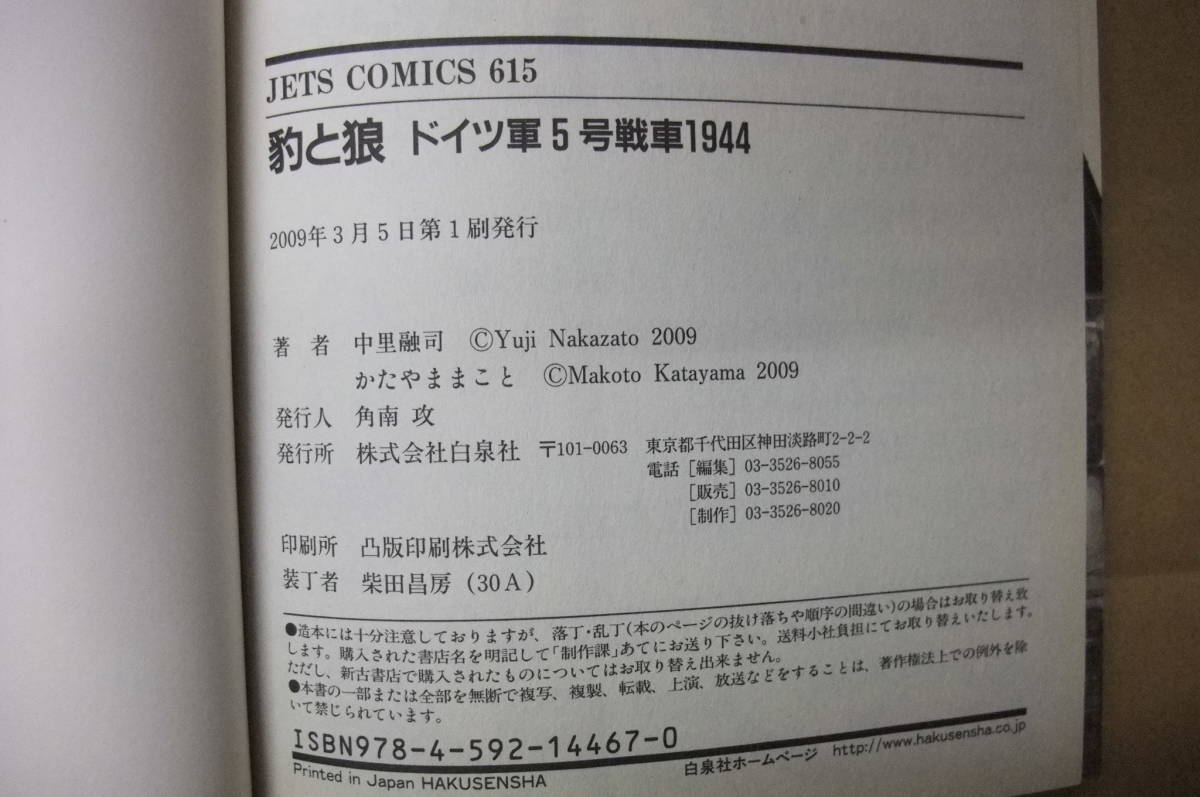 JETS COMICS 615
豹と狼 ドイツ軍5号戦車1944
2009年3月5日第1刷発行
著 者 中里融司 ©Yuji Nakazato 2009
かたやままこと ©Makoto Katayama 2009
発行人 角南 攻
発行所 株式会社白泉社 〒101-0063 東京都千代田区神田淡路町2-2-2
電話[編集]03-3526-8055
[販売]03-3526-8010
[制作]03-3526-8020
印刷所 凸版印刷株式会社
装丁者 柴田昌房(30A)
●造本には十分注意しておりますが、落丁・乱丁(本のページの抜け落ちや順序の間違い)の場合はお取り替え致
します。購入された書店名を明記して「制作課」あてにお送り下さい。送料小社負担にてお取り替えいたします。
ただし、新古書店で購入されたものについてはお取り替え出来ません。
●本書の一部または全部を無断で複写、複製、転載、上演、放送などをすることは、著作権法上での例外を除
いて禁じられています。
ISBN978-4-592-14467-0
Printed in Japan HAKUSENSHA 白泉社ホームページ http://www.hakusensha.co.jp